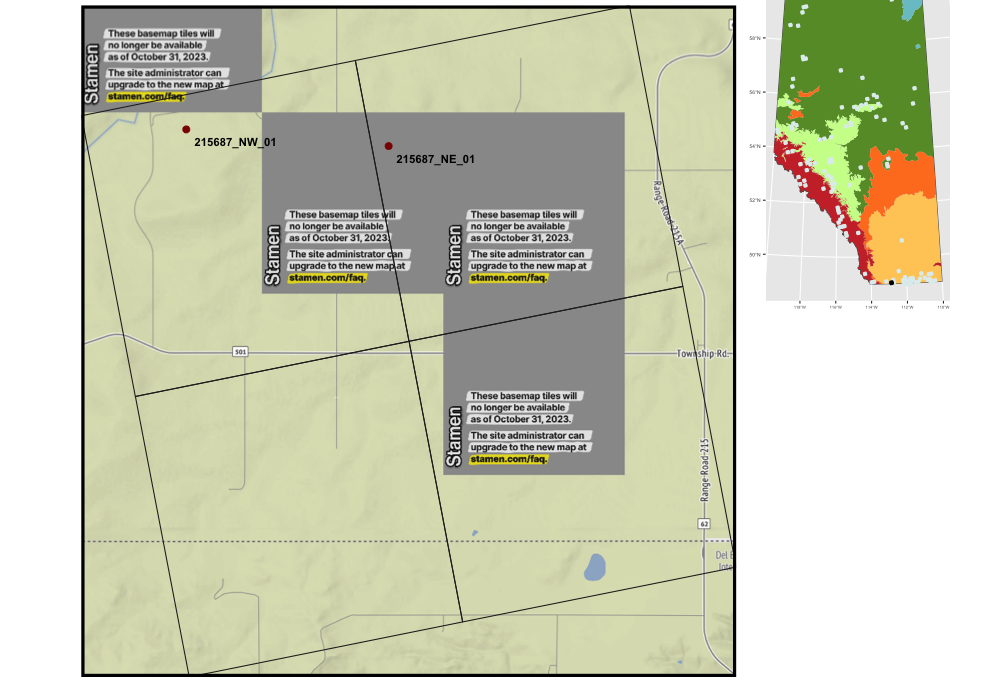 Stamen
These basemap tiles will
no longer be available
as of October 31, 2023.
The site administrator can
upgrade to the new map at
stamen.com/faq.
215687_NW_01
215687_NE_01
Stamen
These basemap tiles will
no longer be available
as of October 31, 2023.
The site administrator can
upgrade to the new map at
stamen.com/faq.
Stamen
These basemap tiles will
no longer be available
as of October 31, 2023.
The site administrator can
upgrade to the new map at
stamen.com/faq.
Range-Road-215A
501
Township Rd.
Stamen
These basemap tiles will
no longer be available
as of October 31, 2023.
The site administrator can
upgrade to the new map at
stamen.com/faq.
Range-Road-215
62
Del
Inte
58°N
56°N
54°N
52°N
50°N
118°W
116°W
114°W
112°W
110°W